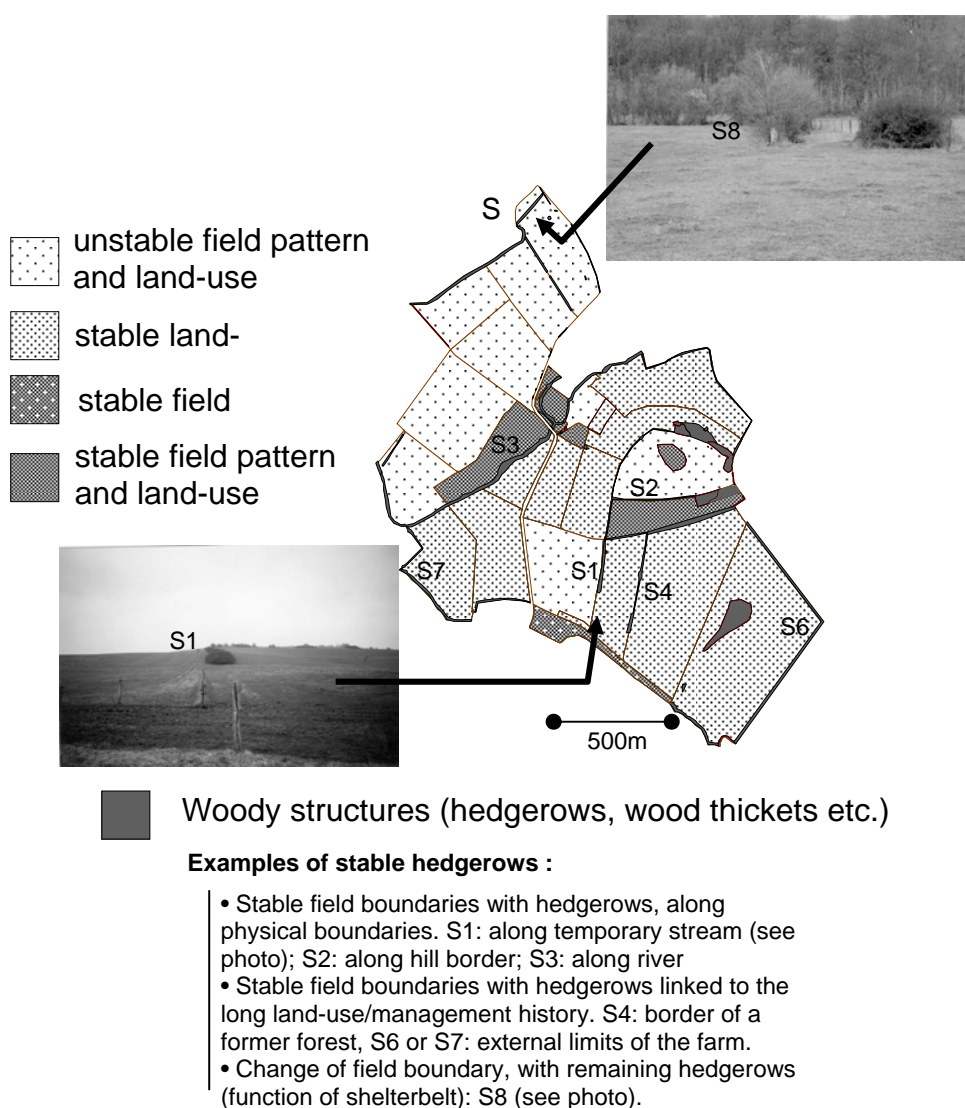 S8
S
unstable field pattern
and land-use
stable land-
stable field
stable field pattern
and land-use
S3
S2
S7
S1
S4
S6
S1
500m
Woody structures (hedgerows, wood thickets etc.)
Examples of stable hedgerows :
• Stable field boundaries with hedgerows, along
physical boundaries. S1: along temporary stream (see
photo); S2: along hill border; S3: along river
• Stable field boundaries with hedgerows linked to the
long land-use/management history. S4: border of a
former forest, S6 or S7: external limits of the farm.
• Change of field boundary, with remaining hedgerows
(function of shelterbelt): S8 (see photo).